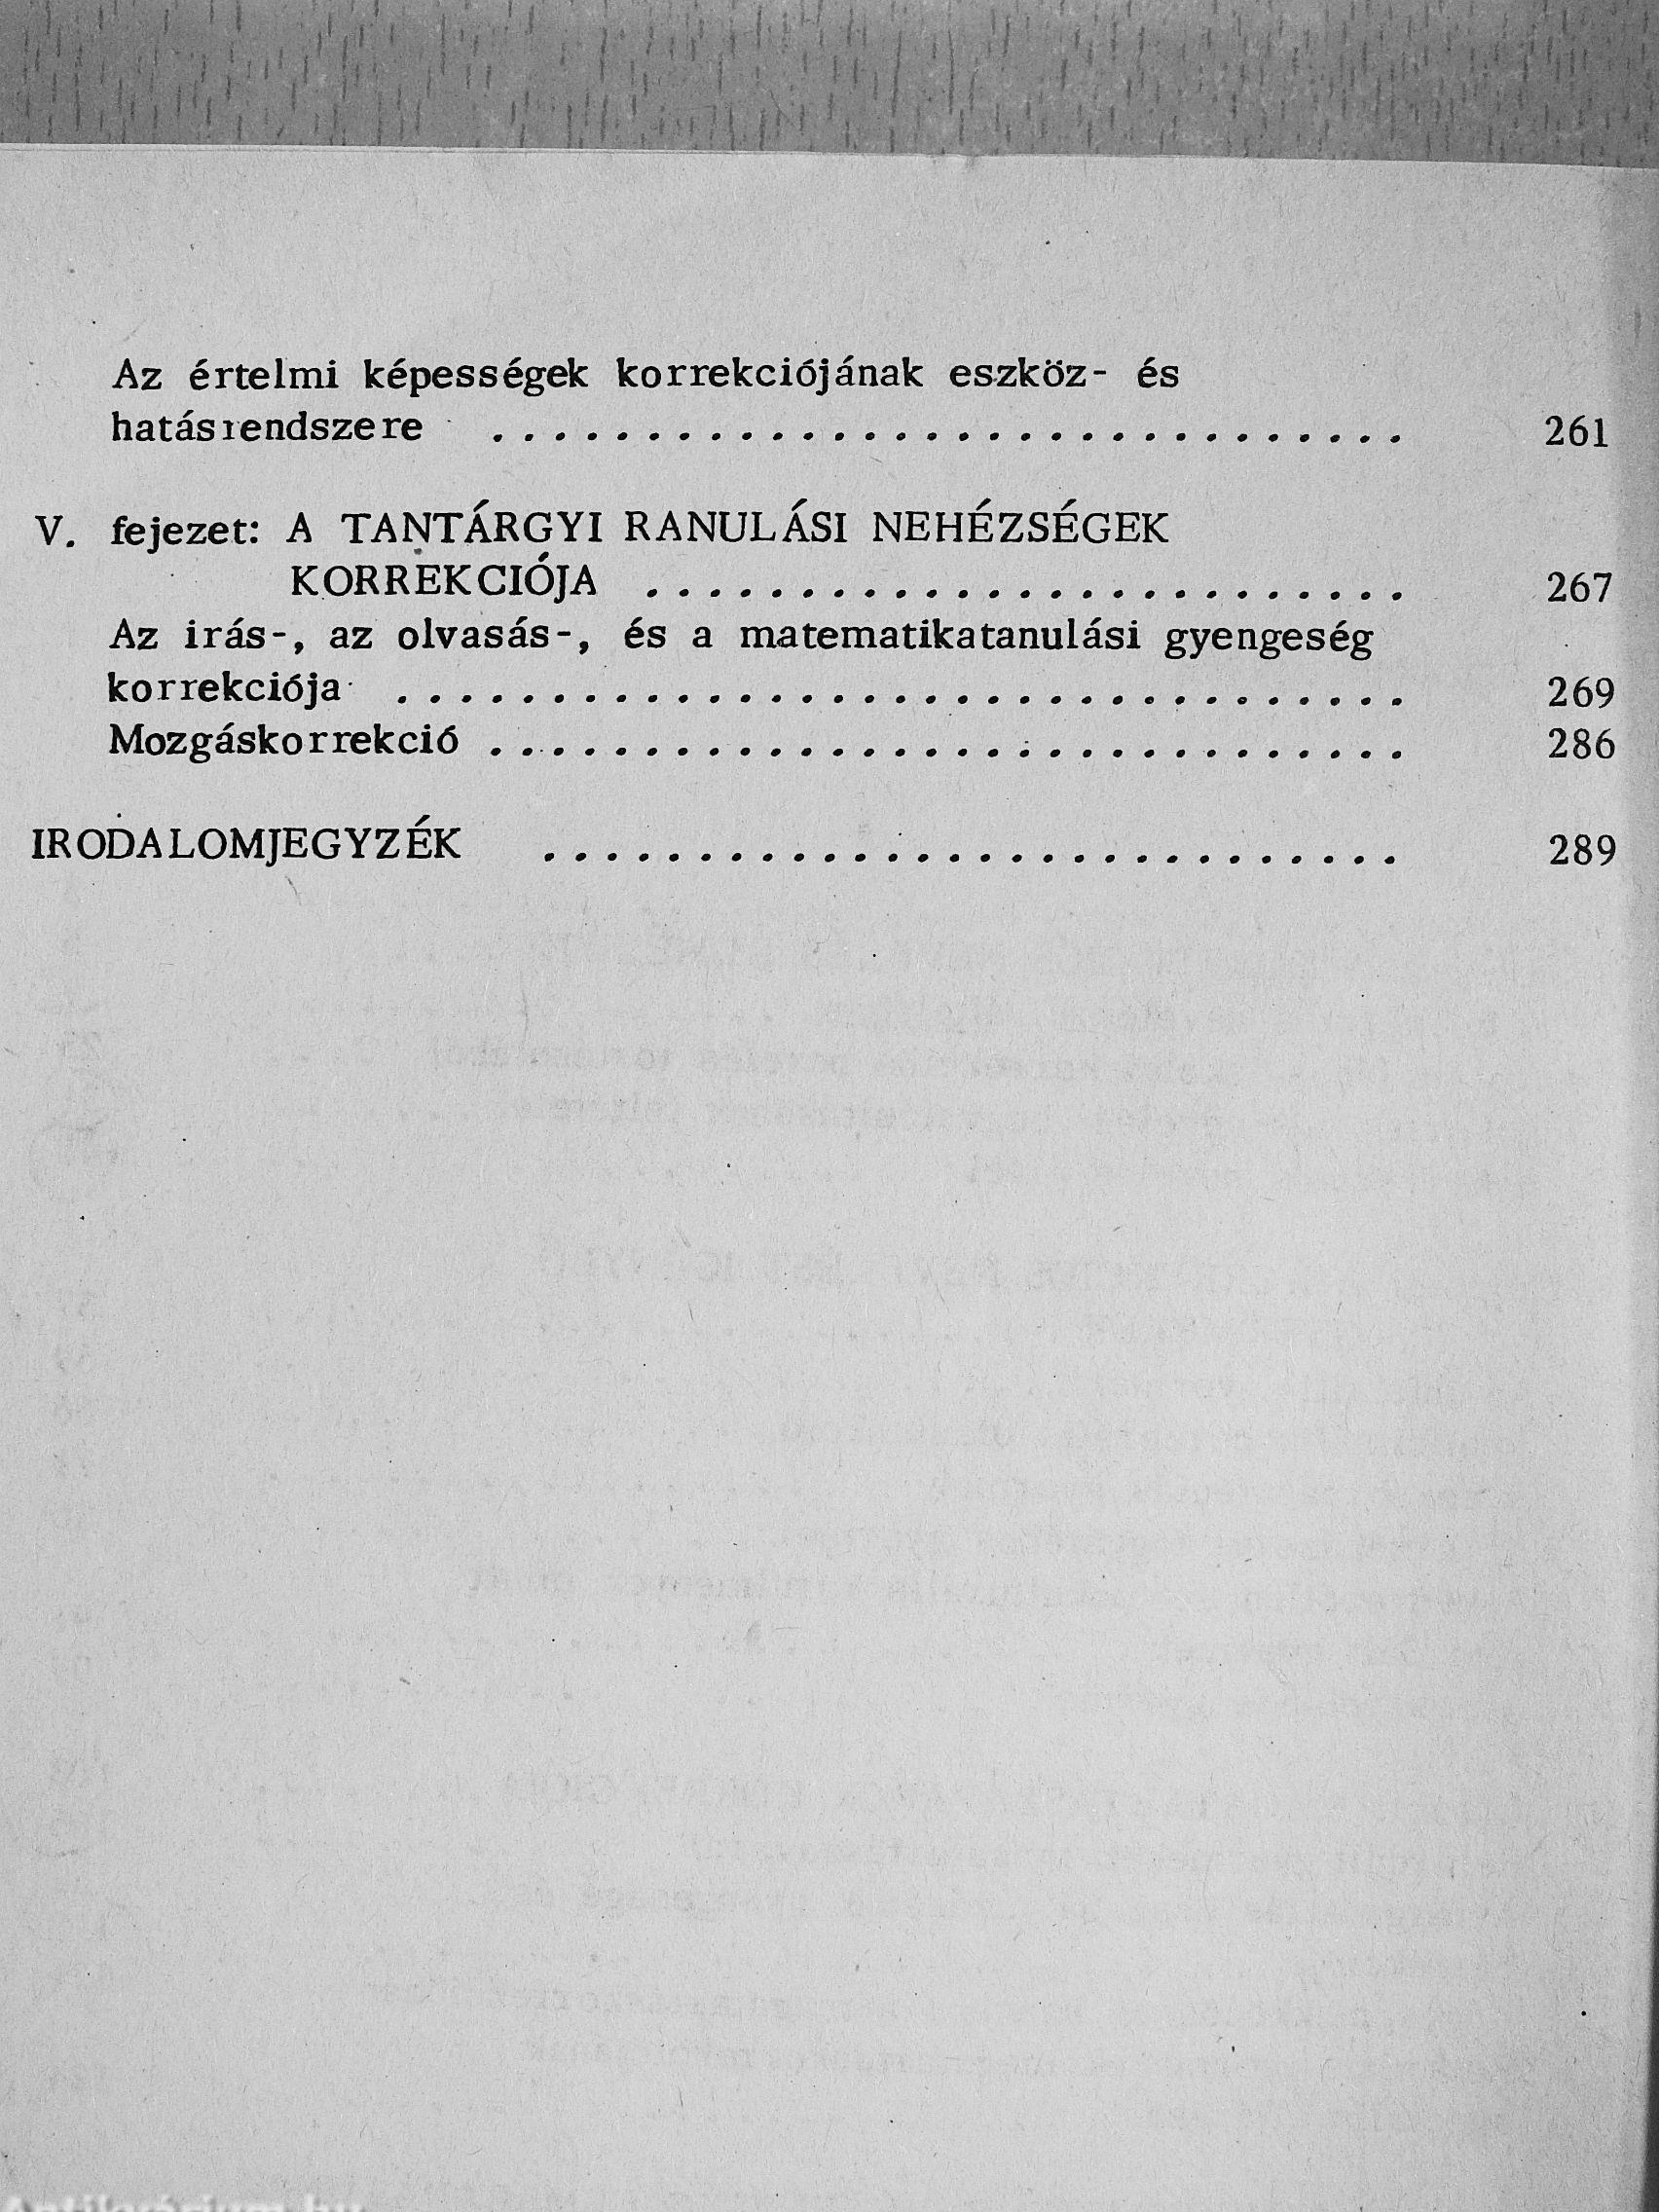 Az értelmi képességek korrekciójának eszköz- és
hatásrendszere ............................. 261
V. fejezet: A TANTÁRGYI RANULÁSI NEHÉZSÉGEK
KORREKCIÓJA ......................... 267
Az irás-, az olvasás-, és a matematikatanulási gyengeség
korrekciója ................................. 269
Mozgáskorrekció .............................. 286
IRODALOMJEGYZÉK ............................ 289